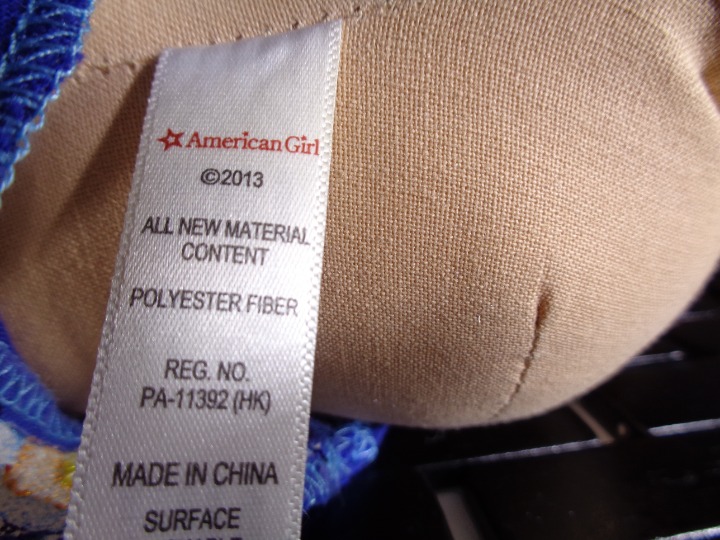 American Girl
©2013
ALL NEW MATERIAL
CONTENT
POLYESTER FIBER
REG. NO.
PA-11392 (HK)
MADE IN CHINA
SURFACE